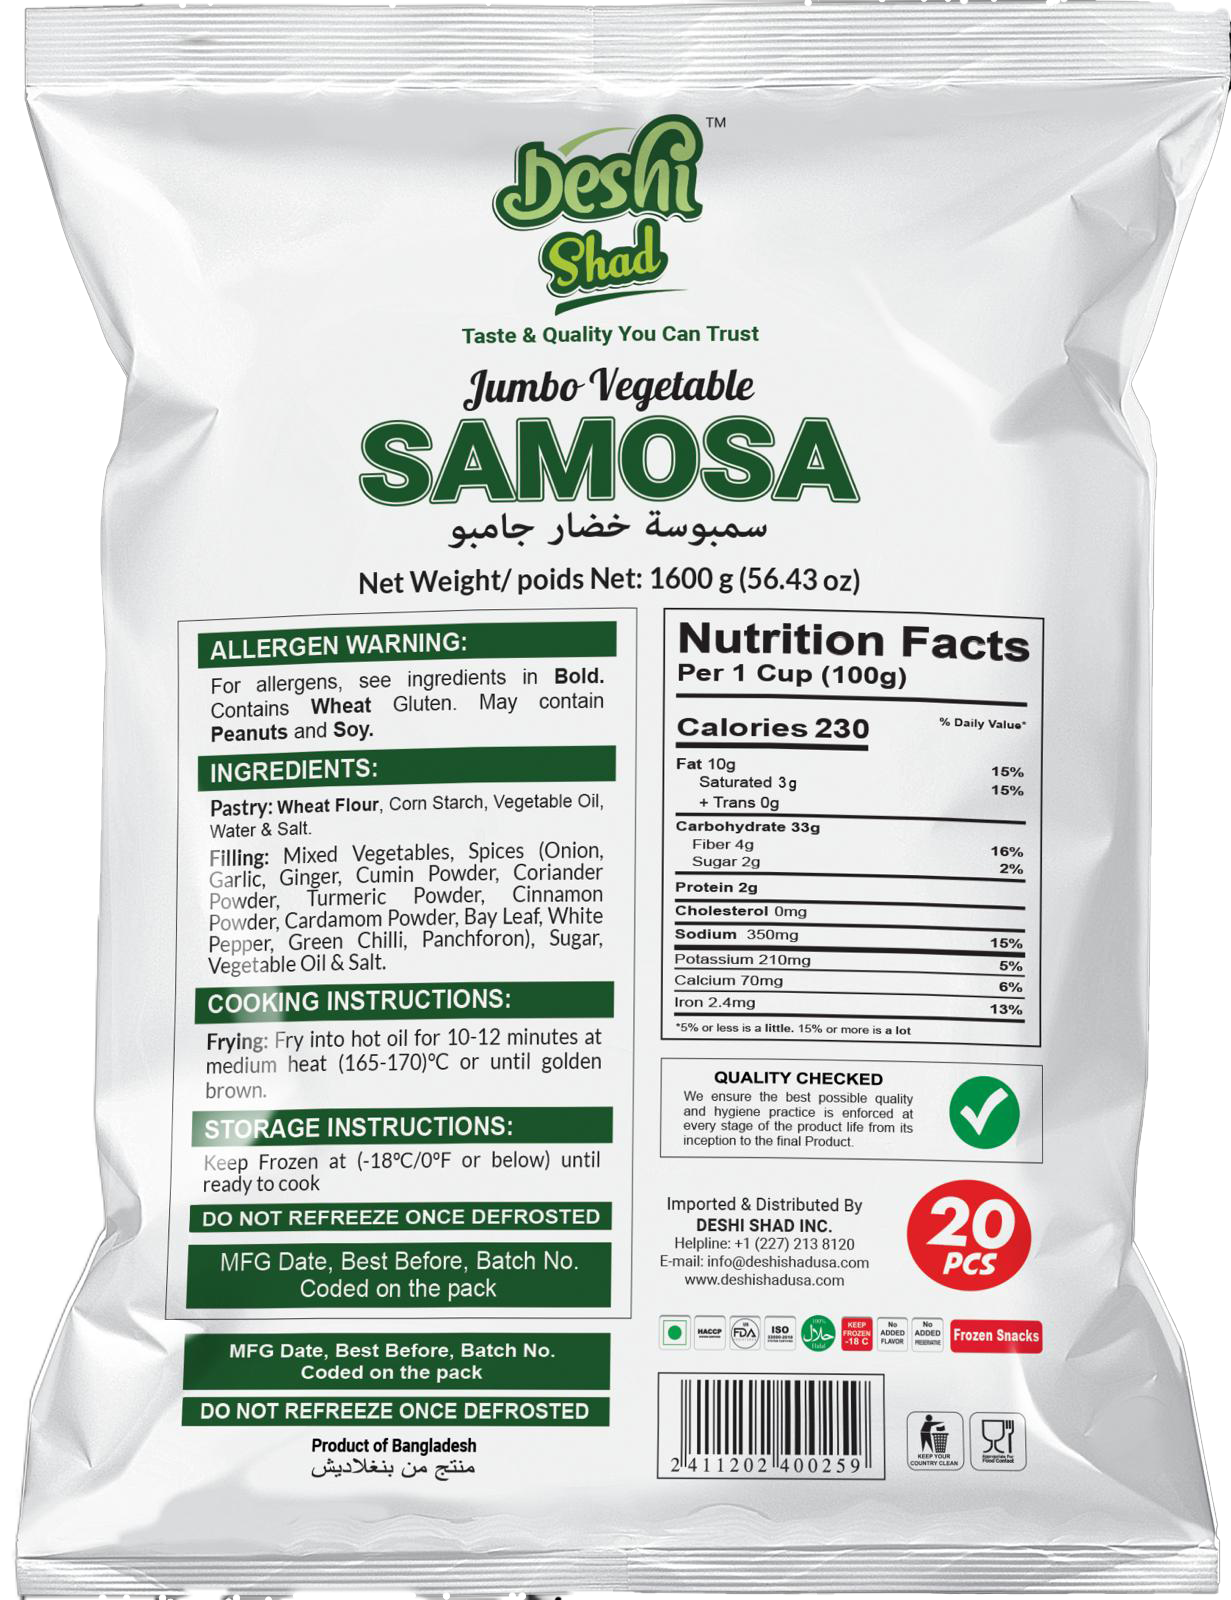 Deshi
TM
Shad
Taste & Quality You Can Trust
Jumbo Vegetable
SAMOSA
سمبوسة خضار جامبو
Net Weight/ poids Net: 1600 g (56.43 oz)
ALLERGEN WARNING:
For allergens, see ingredients in Bold.
Contains Wheat Gluten. May contain
Peanuts and Soy.
INGREDIENTS:
Pastry: Wheat Flour, Corn Starch, Vegetable Oil,
Water & Salt.
Filling: Mixed Vegetables, Spices (Onion,
Garlic, Ginger, Cumin Powder, Coriander
Powder, Turmeric Powder, Cinnamon
Powder, Cardamom Powder, Bay Leaf, White
Pepper, Green Chilli, Panchforon), Sugar,
Vegetable Oil & Salt.
COOKING INSTRUCTIONS:
Frying: Fry into hot oil for 10-12 minutes at
medium heat (165-170)°C or until golden
brown.
STORAGE INSTRUCTIONS:
Keep Frozen at (-18°C/0°F or below) until
ready to cook
DO NOT REFREEZE ONCE DEFROSTED
MFG Date, Best Before, Batch No.
Coded on the pack
MFG Date, Best Before, Batch No.
Coded on the pack
DO NOT REFREEZE ONCE DEFROSTED
Product of Bangladesh
منتج من بنغلاديش
Nutrition Facts
Per 1 Cup (100g)
Calories 230
% Daily Value*
Fat 10g 15%
Saturated 3g 15%
+ Trans 0g
Carbohydrate 33g
Fiber 4g 16%
Sugar 2g 2%
Protein 2g
Cholesterol 0mg
Sodium 350mg 15%
Potassium 210mg 5%
Calcium 70mg 6%
Iron 2.4mg 13%
*5% or less is a little. 15% or more is a lot
QUALITY CHECKED
We ensure the best possible quality
and hygiene practice is enforced at
every stage of the product life from its
inception to the final Product.
Imported & Distributed By
DESHI SHAD INC.
Helpline: +1 (227) 213 8120
E-mail: info@deshishadusa.com
www.deshishadusa.com
20
PCS
HACCP
FDA
ISO
100%
حلال
Halal
KEEP
FROZEN
-18 C
No
ADDED
FLAVOR
No
ADDED
PRESERVATIVE
Frozen Snacks
2 411202 400259
KEEP YOUR
COUNTRY CLEAN
Appropriate For
Food Contact